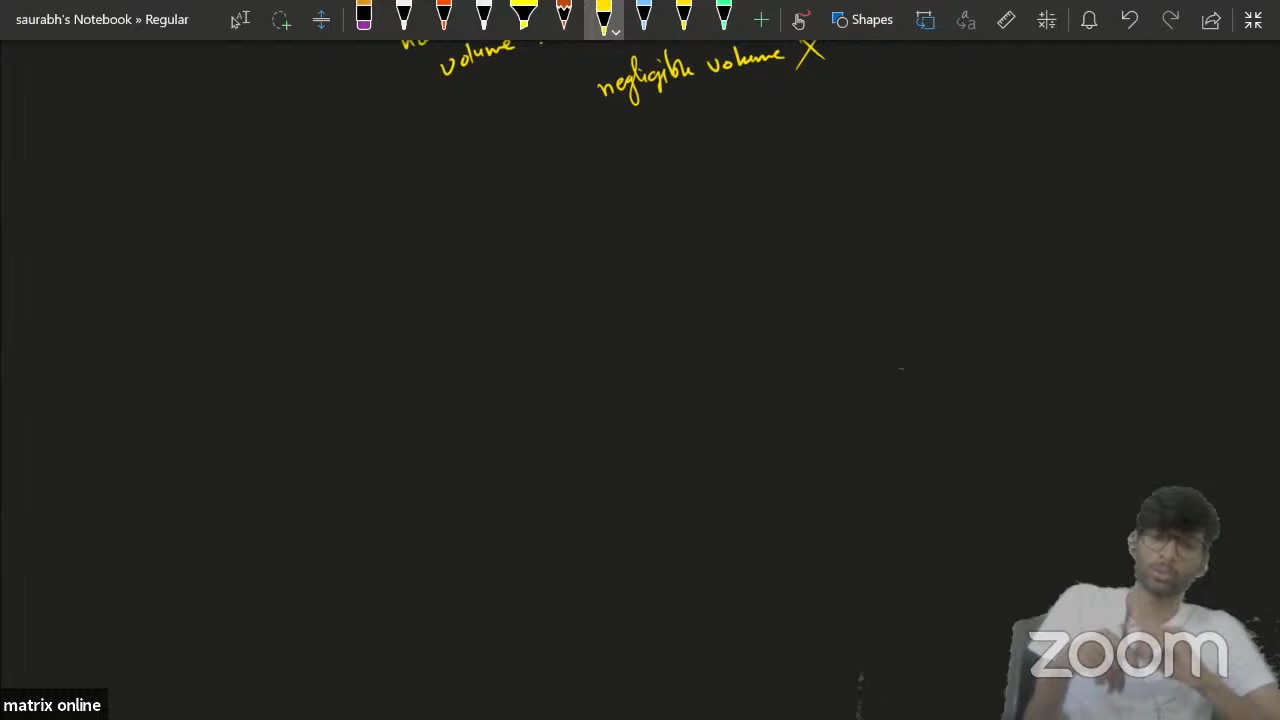 saurabh's Notebook » Regular
Shapes
volume
negligible volume X
zoom
matrix online